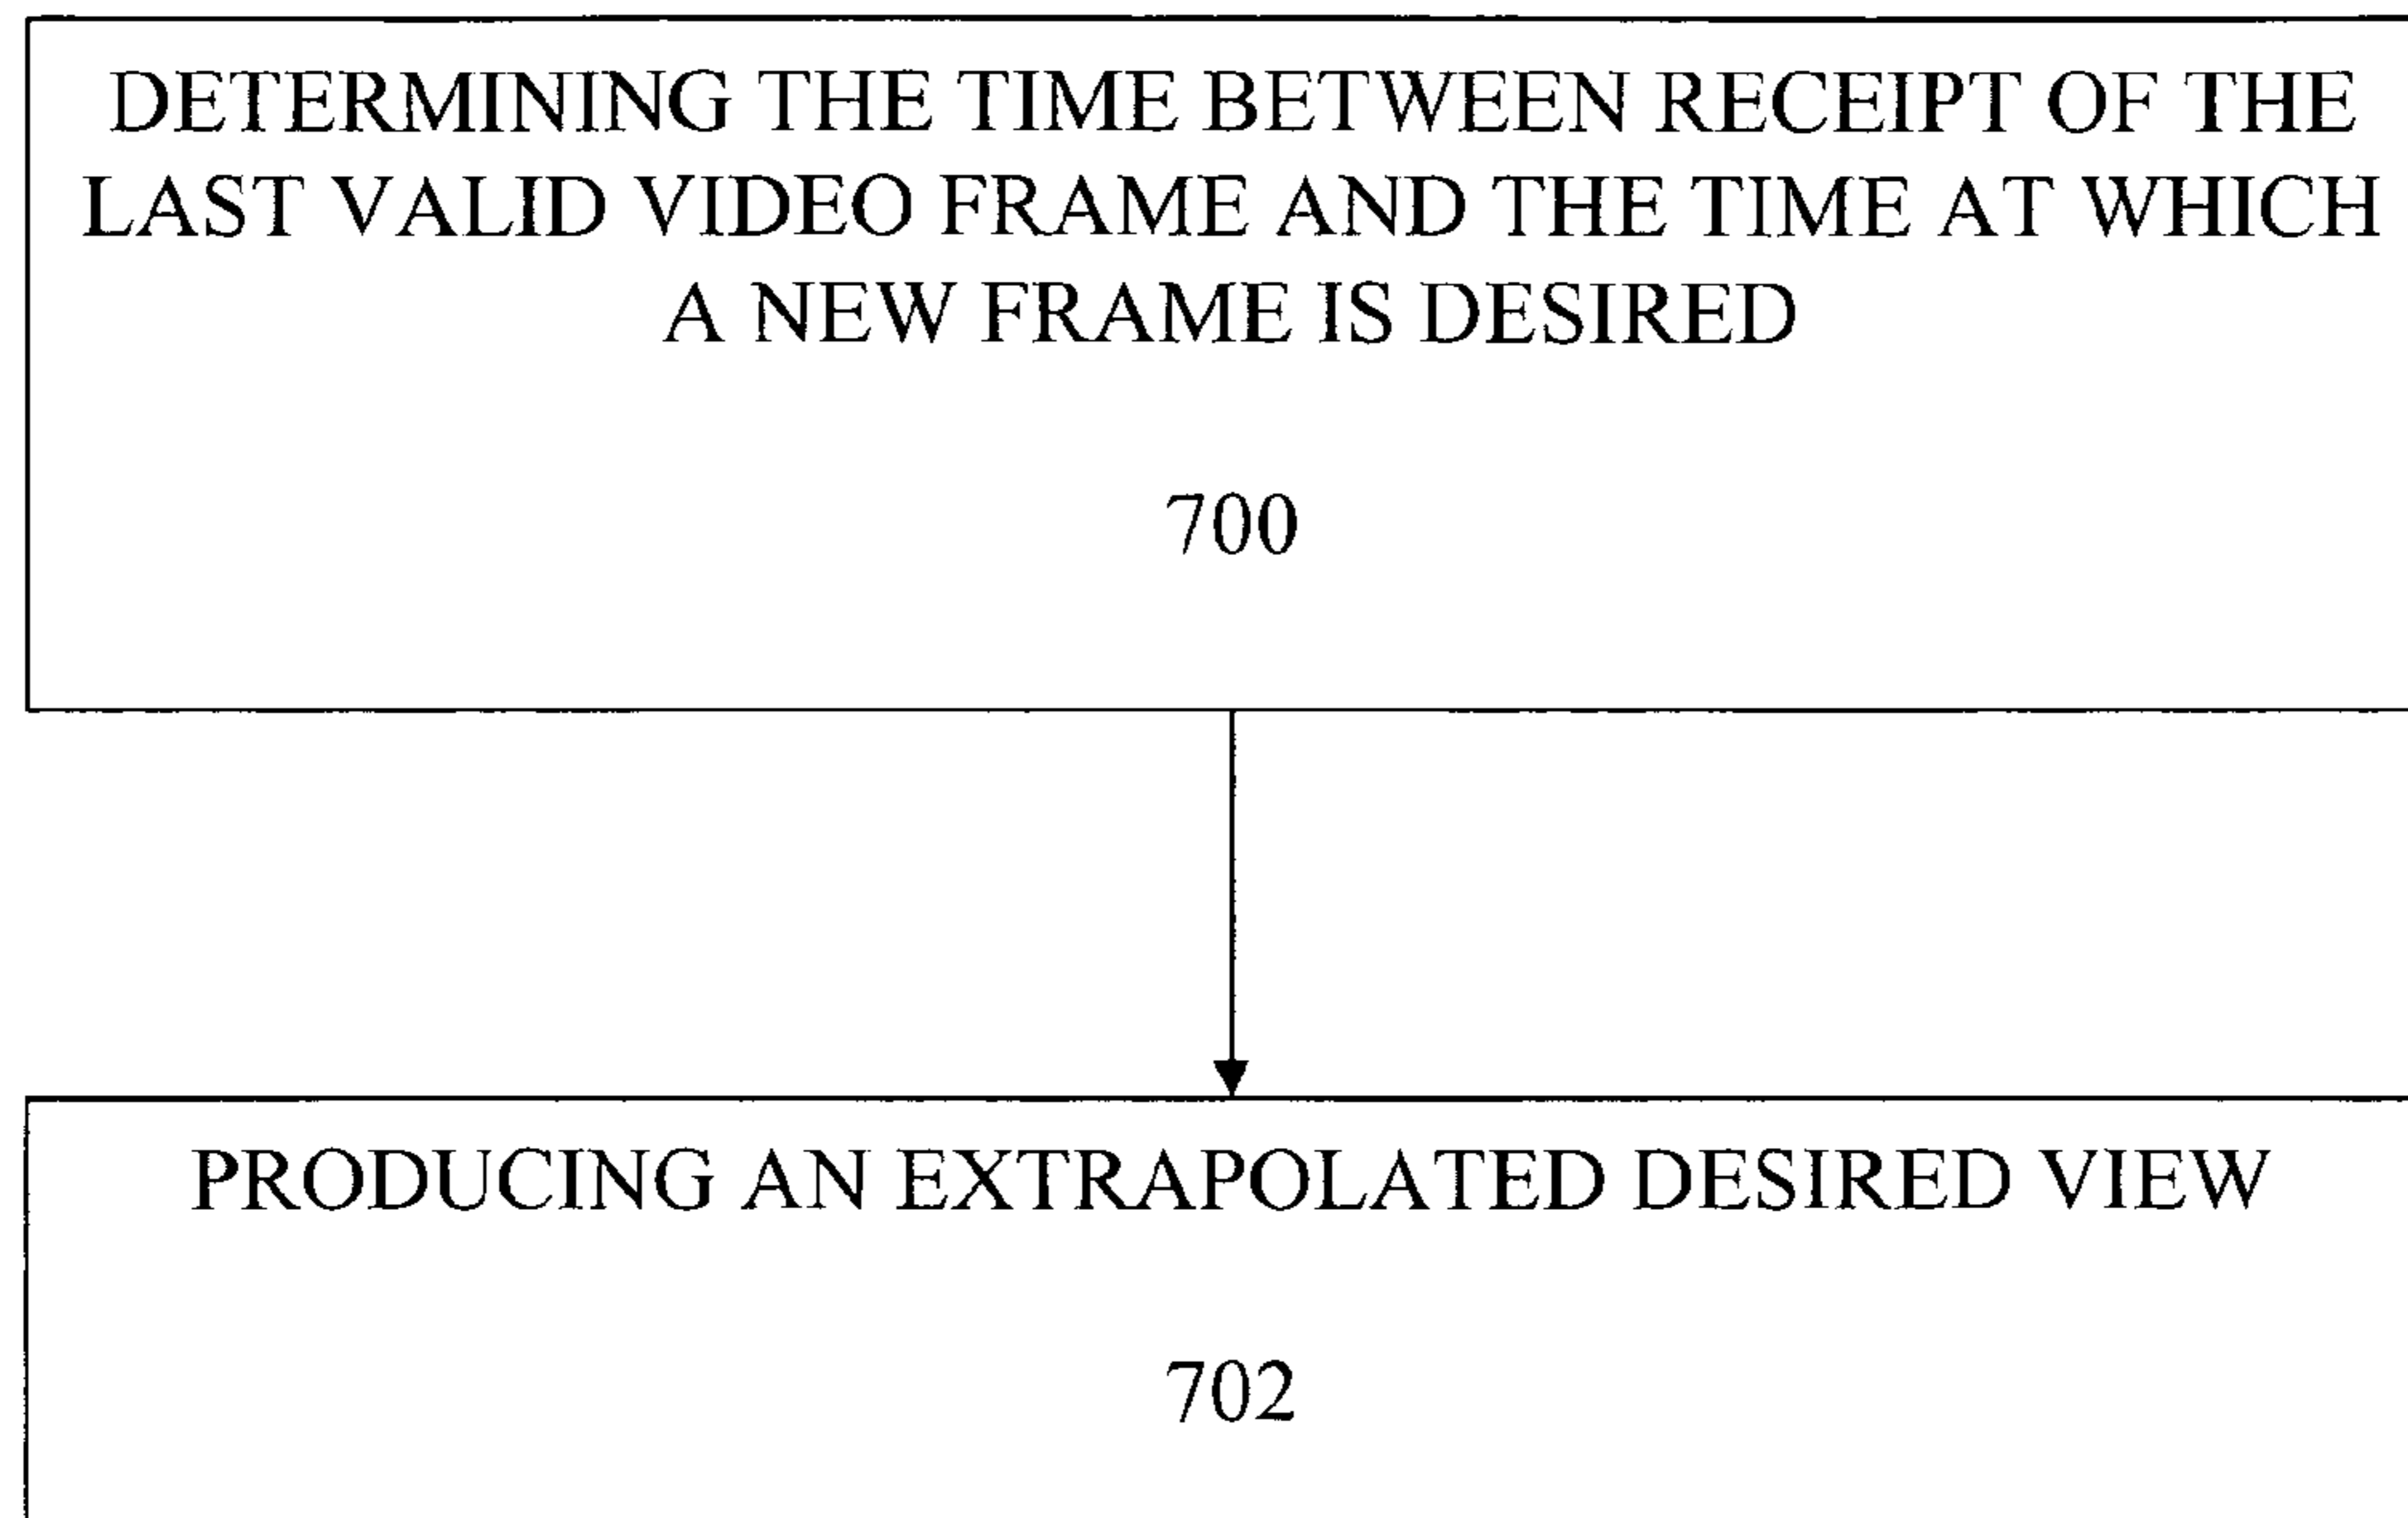 DETERMINING THE TIME BETWEEN RECEIPT OF THE
LAST VALID VIDEO FRAME AND THE TIME AT WHICH
A NEW FRAME IS DESIRED
700
PRODUCING AN EXTRAPOLATED DESIRED VIEW
702